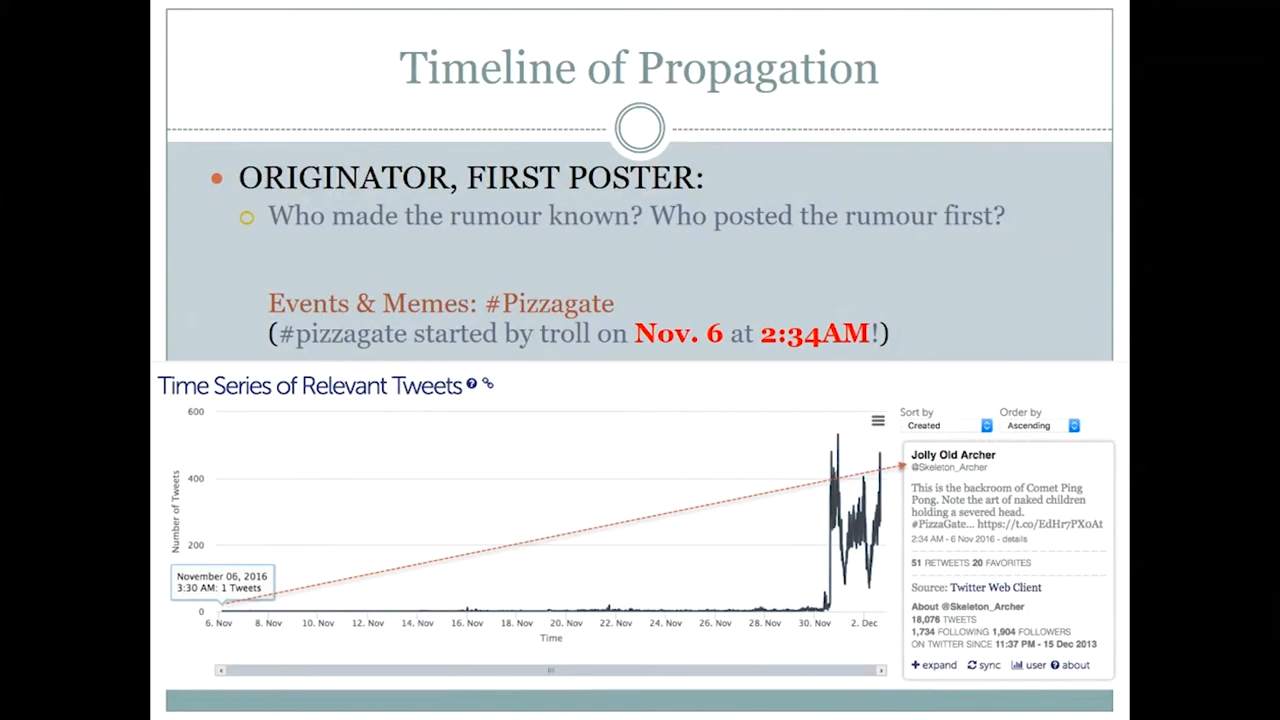 Timeline of Propagation
ORIGINATOR, FIRST POSTER:
Who made the rumour known? Who posted the rumour first?
Events & Memes: #Pizzagate
(#pizzagate started by troll on Nov. 6 at 2:34AM!)
Time Series of Relevant Tweets
600
400
200
0
Number of Tweets
November 06, 2016
3:30 AM: 1 Tweets
6. Nov 8. Nov 10. Nov 12. Nov 14. Nov 16. Nov 18. Nov 20. Nov 22. Nov 24. Nov 26. Nov 28. Nov 30. Nov 2. Dec
Time
Sort by Order by
Created Ascending
Jolly Old Archer
@Skeleton_Archer
This is the backroom of Comet Ping
Pong. Note the art of naked children
holding a severed head.
#PizzaGate... https://t.co/EdHr7PX0At
2:34 AM - 6 Nov 2016 - details
51 RETWEETS 20 FAVORITES
Source: Twitter Web Client
About @Skeleton_Archer
18,076 TWEETS
1,734 FOLLOWING 1,904 FOLLOWERS
ON TWITTER SINCE 11:37 PM - 15 Dec 2013
expand sync user about